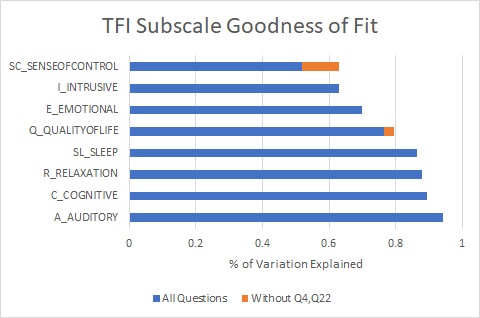 TFI Subscale Goodness of Fit
SC_SENSEOFCONTROL
I_INTRUSIVE
E_EMOTIONAL
Q_QUALITYOFLIFE
SL_SLEEP
R_RELAXATION
C_COGNITIVE
A_AUDITORY
0 0.2 0.4 0.6 0.8 1
% of Variation Explained
All Questions Without Q4,Q22